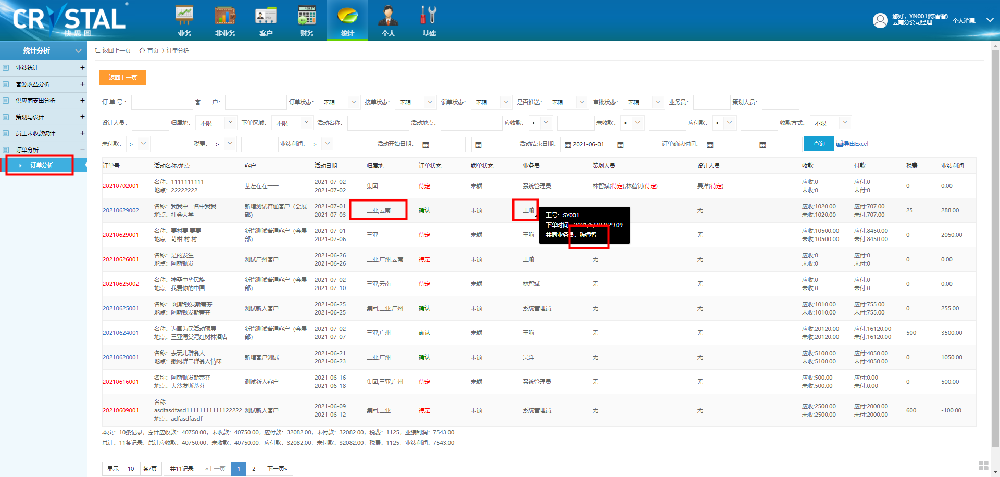 CRYSTAL ®
快思图
业务 非业务 客户 财务 统计 个人 基础
您好，YN001(陈睿智)
云南分公司经理
个人消息
统计分析
业绩统计 +
客源收益分析 +
供应商支出分析 +
策划与设计 +
员工未收款统计 +
订单分析 −
订单分析
返回上一页 首页 > 订单分析
返回上一页
订 单 号： 客 户： 订单状态： 不限 接单状态： 不限 锁单状态： 不限 是否推送： 不限 审批状态： 不限 业务员： 策划人员：
设计人员： 归属地： 不限 下单区域： 不限 活动名称： 活动地点： 应收款： > 未收款： > 应付款： > 收款方式： 不限
未付款： > 税费： > 业绩利润： > 活动开始日期： - 活动结束日期： 2021-06-01 - 订单确认时间： - 查询 导出Excel
订单号 活动名称/地点 客户 活动日期 归属地 订单状态 锁单状态 业务员 策划人员 设计人员 收款 付款 税费 业绩利润
20210702001 名称：1111111111 地点：22222222 基左在在一一 2021-07-02 2021-07-02 集团 待定 未锁 系统管理员 林智斌(待定),林蕴钊(待定) 吴洋(待定) 应收:0 未收:0 应付:0 未付:0 0 0.00
20210629002 名称：我我中一名中我我 地点：社会大学 新增测试普通客户（会展部） 2021-07-01 2021-07-03 三亚,云南 确认 未锁 王喻 无 应收:1020.00 未收:1020.00 应付:707.00 未付:707.00 25 288.00
工号：SY001
下单时间：2021/6/29 9:29:09
共同业务员：陈睿智
20210629001 名称：要村要 要要 地点：苛柑 村 村 新增测试普通客户（会展部） 2021-07-01 2021-07-06 三亚 待定 未锁 王喻 无 应收:10500.00 未收:10500.00 应付:8450.00 未付:8450.00 0 2050.00
20210626001 名称：是的发生 地点：阿斯顿发 测试广州客户 2021-06-26 2021-06-26 三亚,广州,云南 待定 未锁 王喻 无 无 应收:0 未收:0 应付:0 未付:0 0 0.00
20210625002 名称：神圣中华民族 地点：我爱你的中国 新增测试普通客户（会展部） 2021-07-02 2021-07-10 三亚,云南 待定 未锁 林智斌 无 无 应收:0 未收:0 应付:0 未付:0 0 0.00
20210625001 名称： 阿斯顿发斯蒂芬 地点：阿斯顿发斯蒂芬 测试新人客户 2021-06-25 2021-06-25 集团,三亚,广州 确认 未锁 系统管理员 无 无 应收:1010.00 未收:1010.00 应付:755.00 未付:755.00 0 255.00
20210624001 名称：为国为民活动预展 地点：三亚海棠湾红树林酒店 新增测试普通客户（会展部） 2021-07-02 2021-07-07 三亚,广州 确认 未锁 王喻 无 无 应收:20120.00 未收:20120.00 应付:16120.00 未付:16120.00 500 3500.00
20210620001 名称：去玩儿群翁人 地点：撒网群二群翁人情味 新增客户测试 2021-06-21 2021-06-23 三亚,广州 确认 未锁 吴洋 无 无 应收:5100.00 未收:5100.00 应付:4050.00 未付:4050.00 0 1050.00
20210616001 名称：阿斯顿发斯蒂芬 地点：大沙发斯蒂芬 测试新人客户 2021-06-16 2021-06-18 集团,三亚,广州 待定 未锁 系统管理员 无 无 应收:500.00 未收:500.00 应付:0.00 未付:0.00 0 500.00
20210609001 名称：asdfasdfasd11111111111122222 地点：adfasdfasdf 测试新人客户 2021-06-09 2021-06-12 集团,三亚 待定 未锁 系统管理员 无 无 应收:2500.00 未收:2500.00 应付:2000.00 未付:2000.00 600 -100.00
本页：10条记录，总计应收款：40750.00，未收款：40750.00，应付款：32082.00，未付款：32082.00，税费：1125，业绩利润：7543.00
总计：11条记录，总计应收款：40750.00，未收款：40750.00，应付款：32082.00，未付款：32082.00，税费：1125，业绩利润：7543.00
显示 10 条/页 共11记录 «上一页 1 2 下一页»